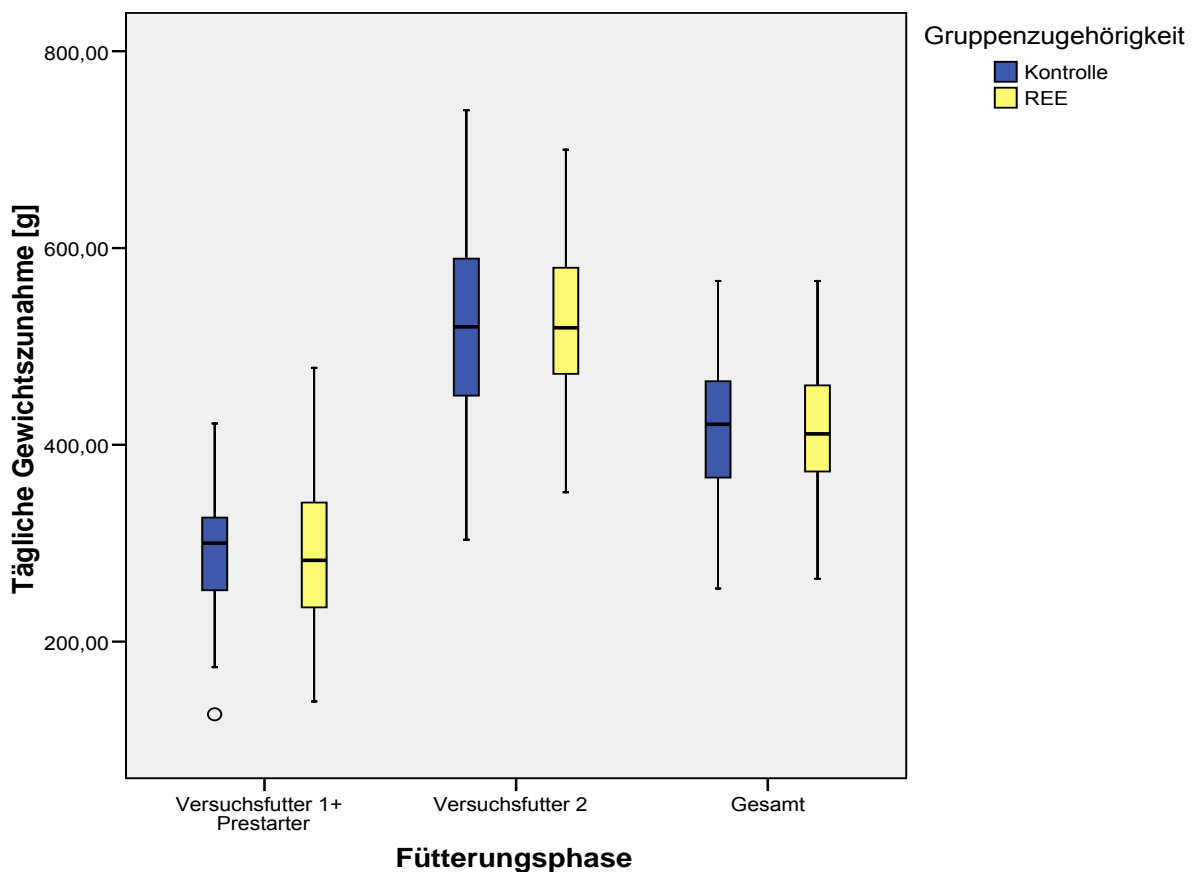 Gruppenzugehörigkeit
Kontrolle
REE
Tägliche Gewichtszunahme [g]
800,00
600,00
400,00
200,00
Versuchsfutter 1+
Prestarter
Versuchsfutter 2
Gesamt
Fütterungsphase